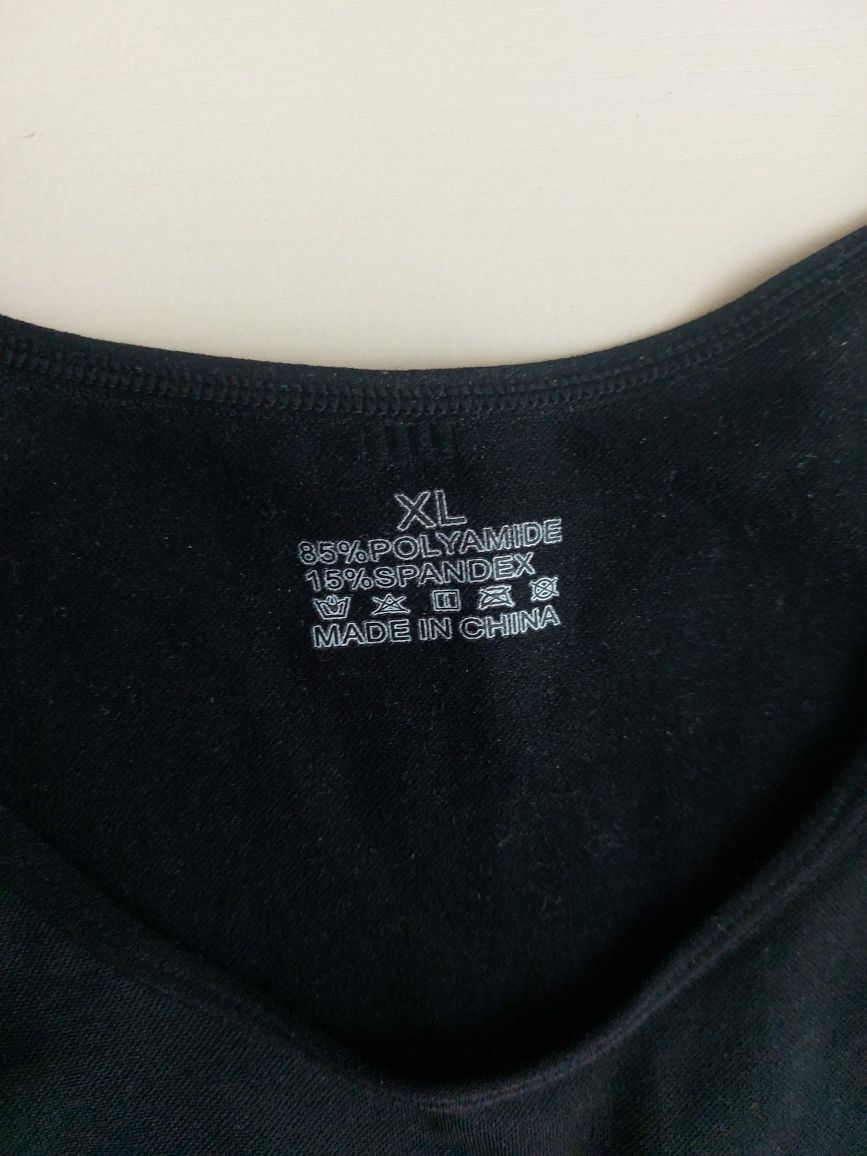 XL
85%POLYAMIDE
15%SPANDEX
MADE IN CHINA